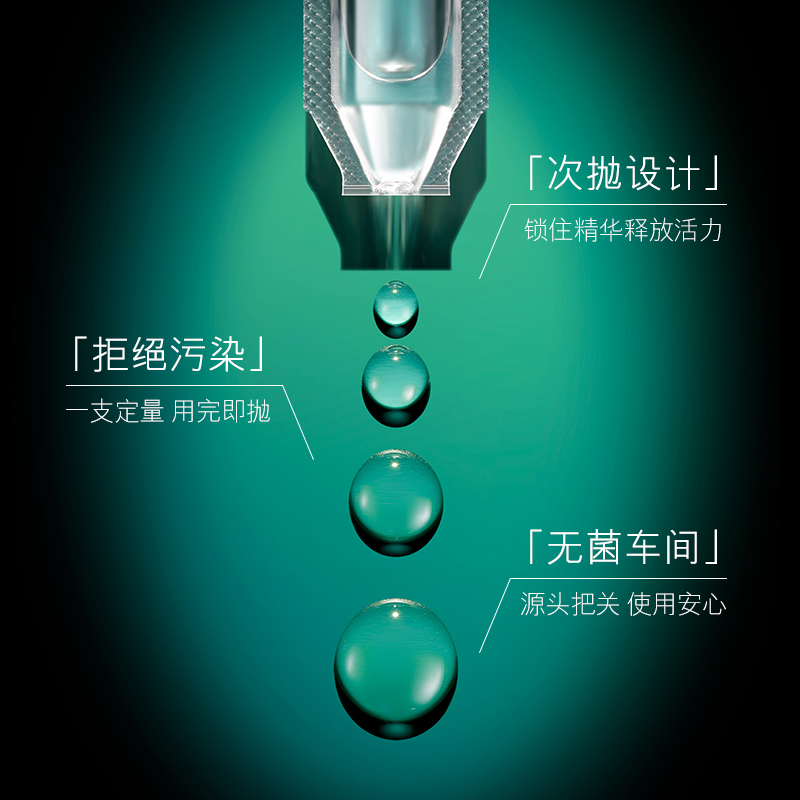 「次抛设计」
锁住精华释放活力
「拒绝污染」
一支定量 用完即抛
「无菌车间」
源头把关 使用安心